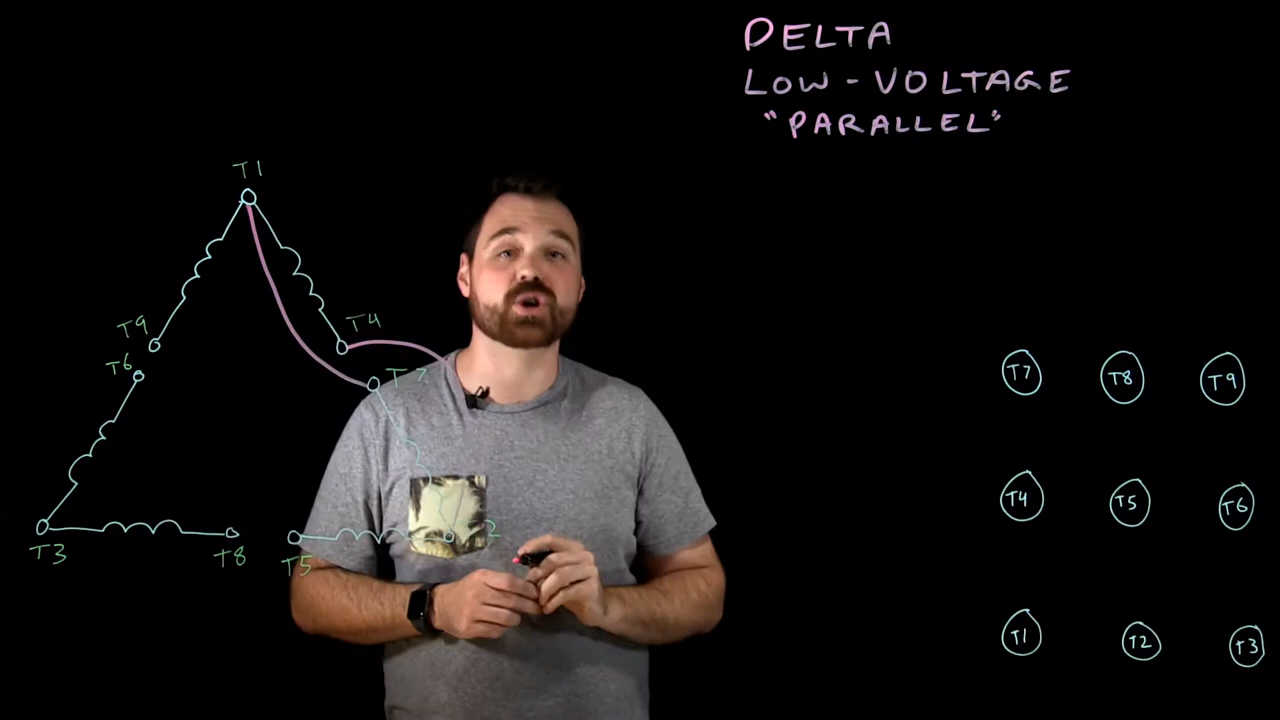 DELTA
LOW-VOLTAGE
"PARALLEL"
T1
T9
T4
T6
T7
T3
T8
T5
2
T7 T8 T9
T4 T5 T6
T1 T2 T3